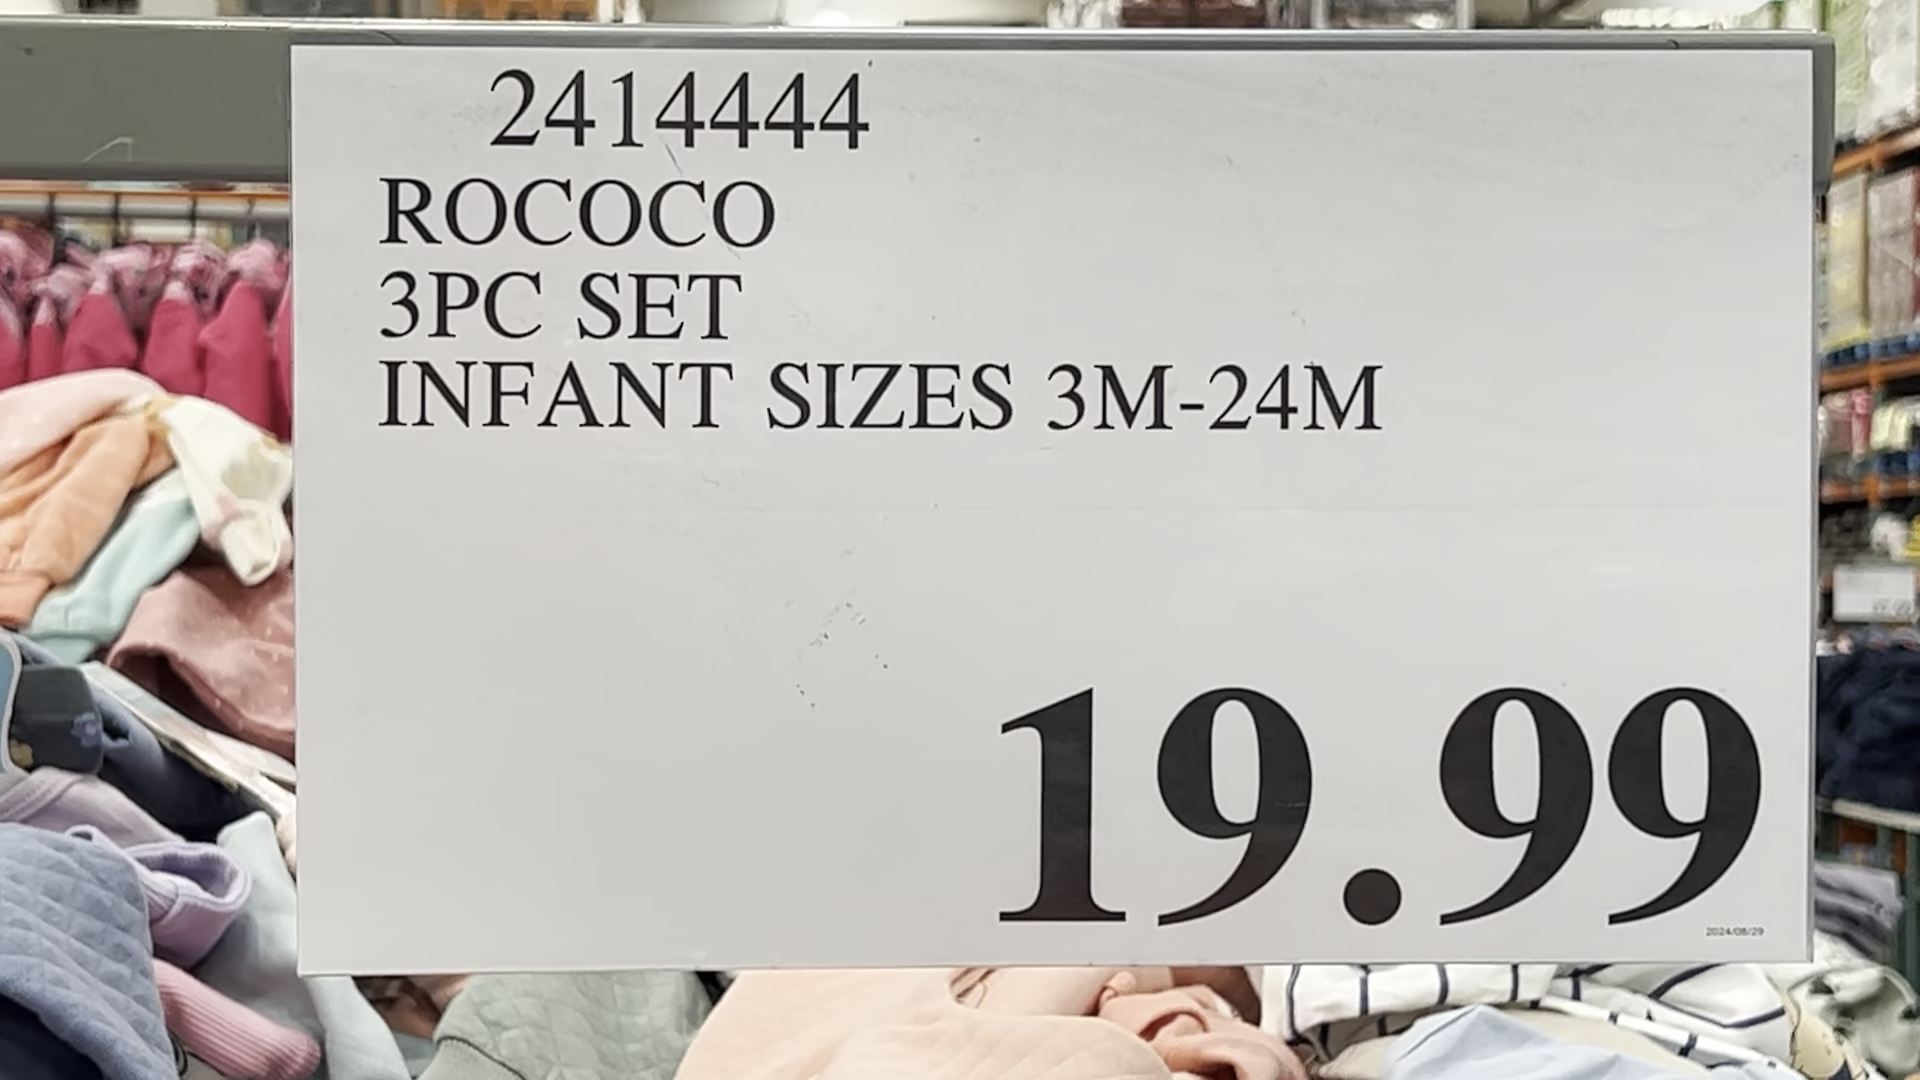 2414444
ROCOCO
3PC SET
INFANT SIZES 3M-24M
19.99
2024/08/29